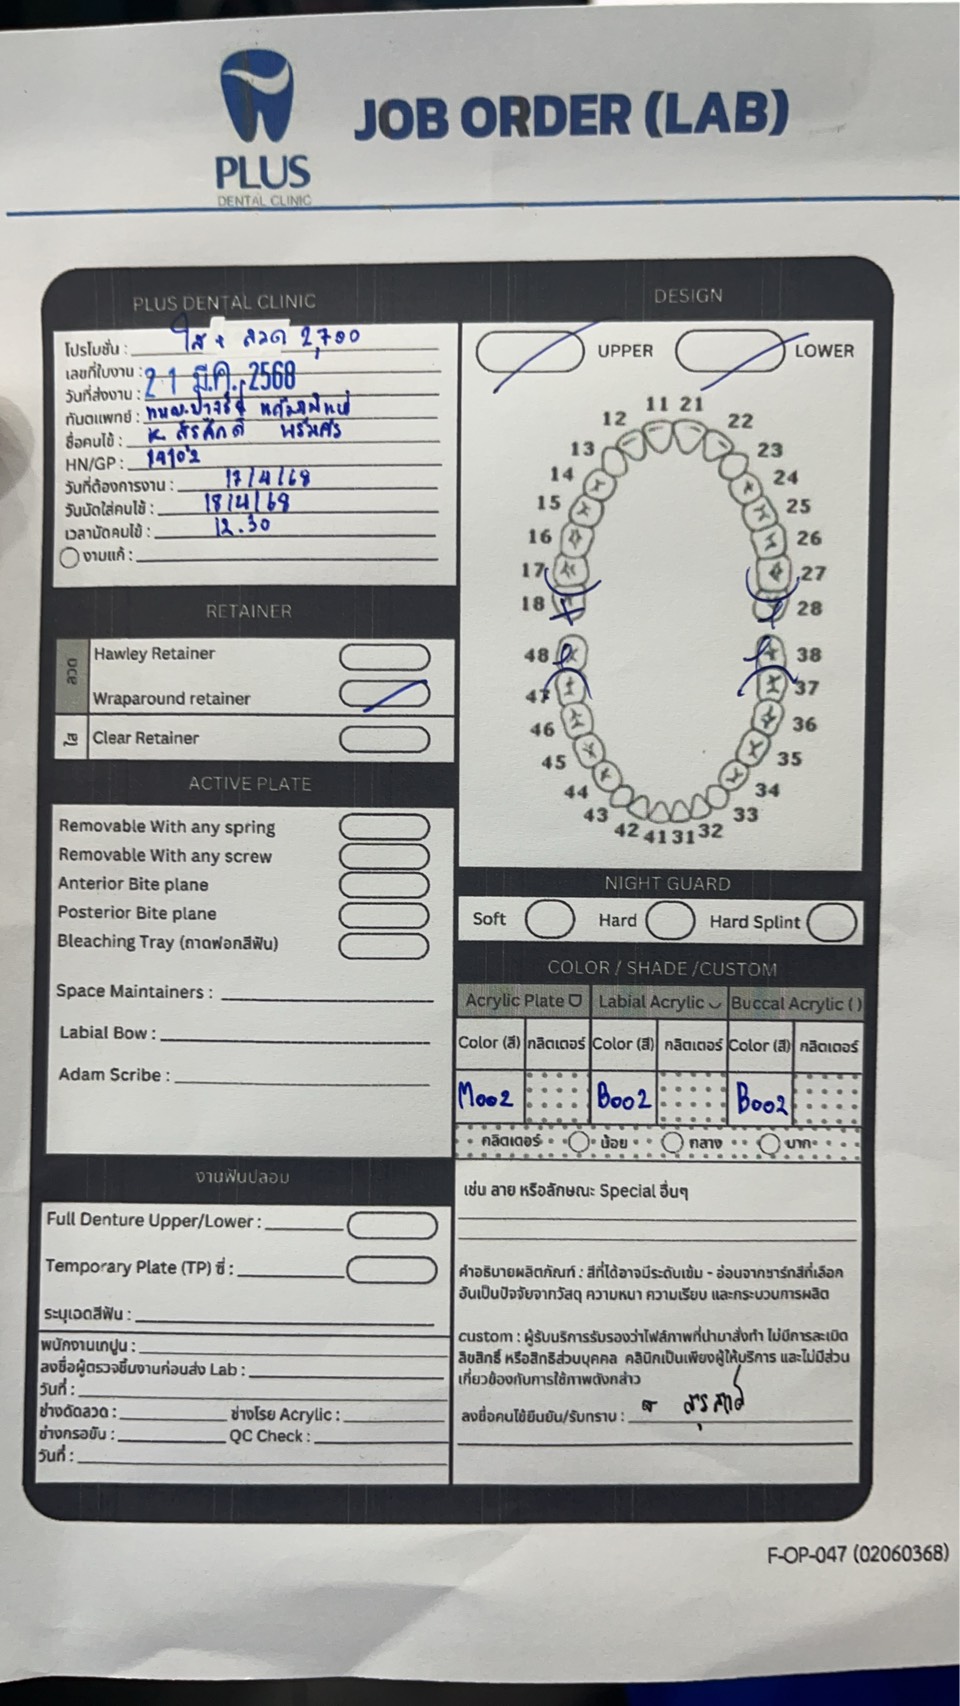 PLUS
DENTAL CLINIC
JOB ORDER (LAB)
PLUS DENTAL CLINIC
โปรโมชั่น : ใส + ลวด 2,700
เลขที่ใบงาน :
วันที่ส่งงาน : 21 มี.ค. 2568
ทันตแพทย์ :
ชื่อคนไข้ : K.
HN/GP : 14102
วันที่ต้องการงาน : 17/4/68
วันนัดใส่คนไข้ : 18/4/68
เวลานัดคนไข้ : 12.30
งานแก้ :
DESIGN
UPPER
LOWER
11 21
12 22
13 23
14 24
15 25
16 26
17 27
18 28
48 38
47 37
46 36
45 35
44 34
43 33
42 41 31 32
RETAINER
ลวด
Hawley Retainer
Wraparound retainer
ใส
Clear Retainer
ACTIVE PLATE
Removable With any spring
Removable With any screw
Anterior Bite plane
Posterior Bite plane
Bleaching Tray (ถาดฟอกสีฟัน)
Space Maintainers :
Labial Bow :
Adam Scribe :
NIGHT GUARD
Soft Hard Hard Splint
COLOR / SHADE /CUSTOM
Acrylic Plate Labial Acrylic Buccal Acrylic ( )
Color (สี) กลิตเตอร์ Color (สี) กลิตเตอร์ Color (สี) กลิตเตอร์
M002 B002 B002
กลิตเตอร์ น้อย กลาง มาก
เช่น ลาย หรือลักษณะ Special อื่นๆ
คำอธิบายผลิตภัณฑ์ : สีที่ได้อาจมีระดับเข้ม - อ่อนจากชาร์กสีที่เลือก
อันเป็นปัจจัยจากวัสดุ ความหนา ความเรียบ และกระบวนการผลิต
custom : ผู้รับบริการรับรองว่าไฟล์ภาพที่นำมาสั่งทำ ไม่มีการละเมิด
ลิขสิทธิ์ หรือสิทธิส่วนบุคคล คลินิกเป็นเพียงผู้ให้บริการ และไม่มีส่วน
เกี่ยวข้องกับการใช้ภาพดังกล่าว
ลงชื่อคนไข้ยืนยัน/รับทราบ :
งานฟันปลอม
Full Denture Upper/Lower :
Temporary Plate (TP) ซี่ :
ระบุเฉดสีฟัน :
พนักงานเทปูน :
ลงชื่อผู้ตรวจชิ้นงานก่อนส่ง Lab :
วันที่ :
ช่างดัดลวด : ช่างโรย Acrylic :
ช่างกรอขัน : QC Check :
วันที่ :
F-OP-047 (02060368)